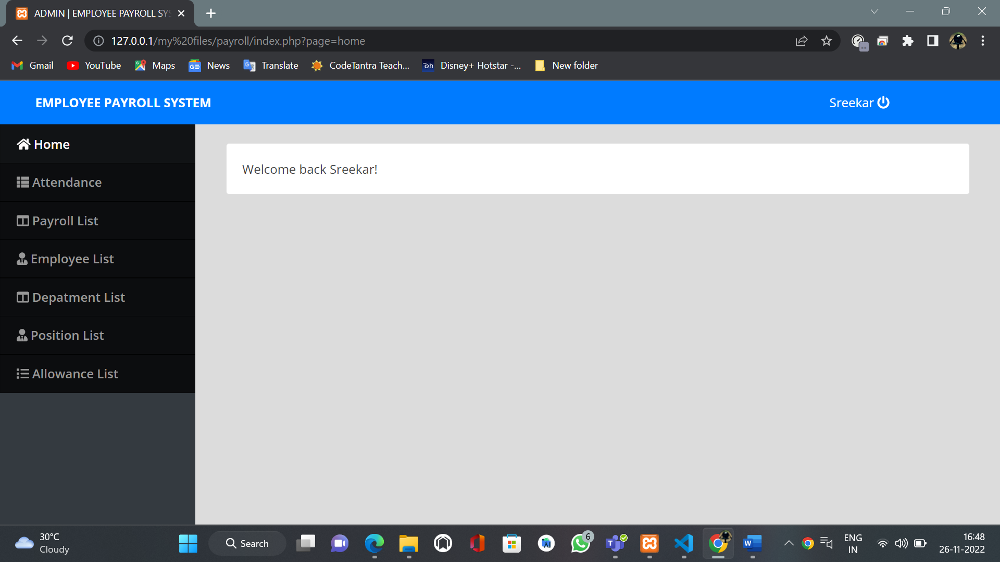 ADMIN | EMPLOYEE PAYROLL SYS
127.0.0.1/my%20files/payroll/index.php?page=home
Gmail YouTube Maps News Translate CodeTantra Teach... Disney+ Hotstar -... New folder
EMPLOYEE PAYROLL SYSTEM
Sreekar
Home
Attendance
Payroll List
Employee List
Depatment List
Position List
Allowance List
Welcome back Sreekar!
30°C
Cloudy
Search
6
ENG
IN
16:48
26-11-2022